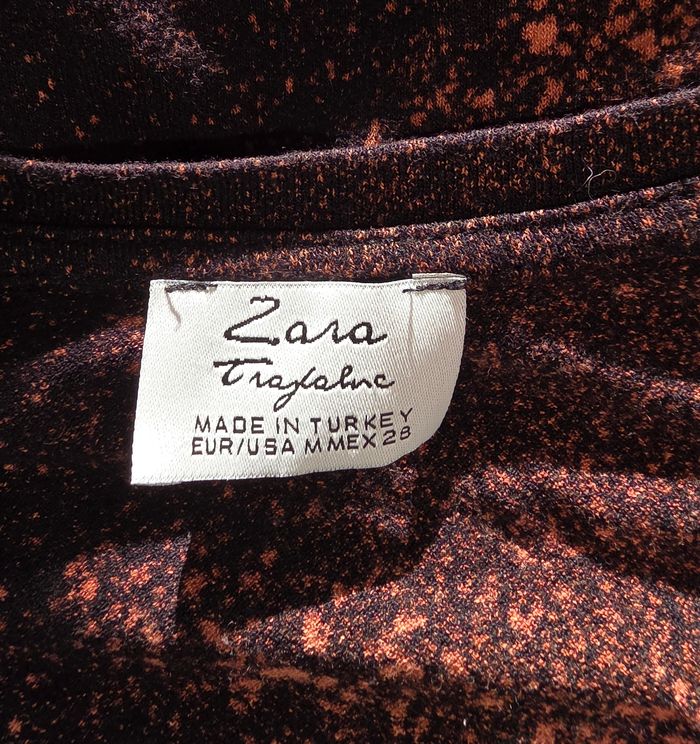 Zara
Trafaluc
MADE IN TURKEY
EUR/USA M MEX 28